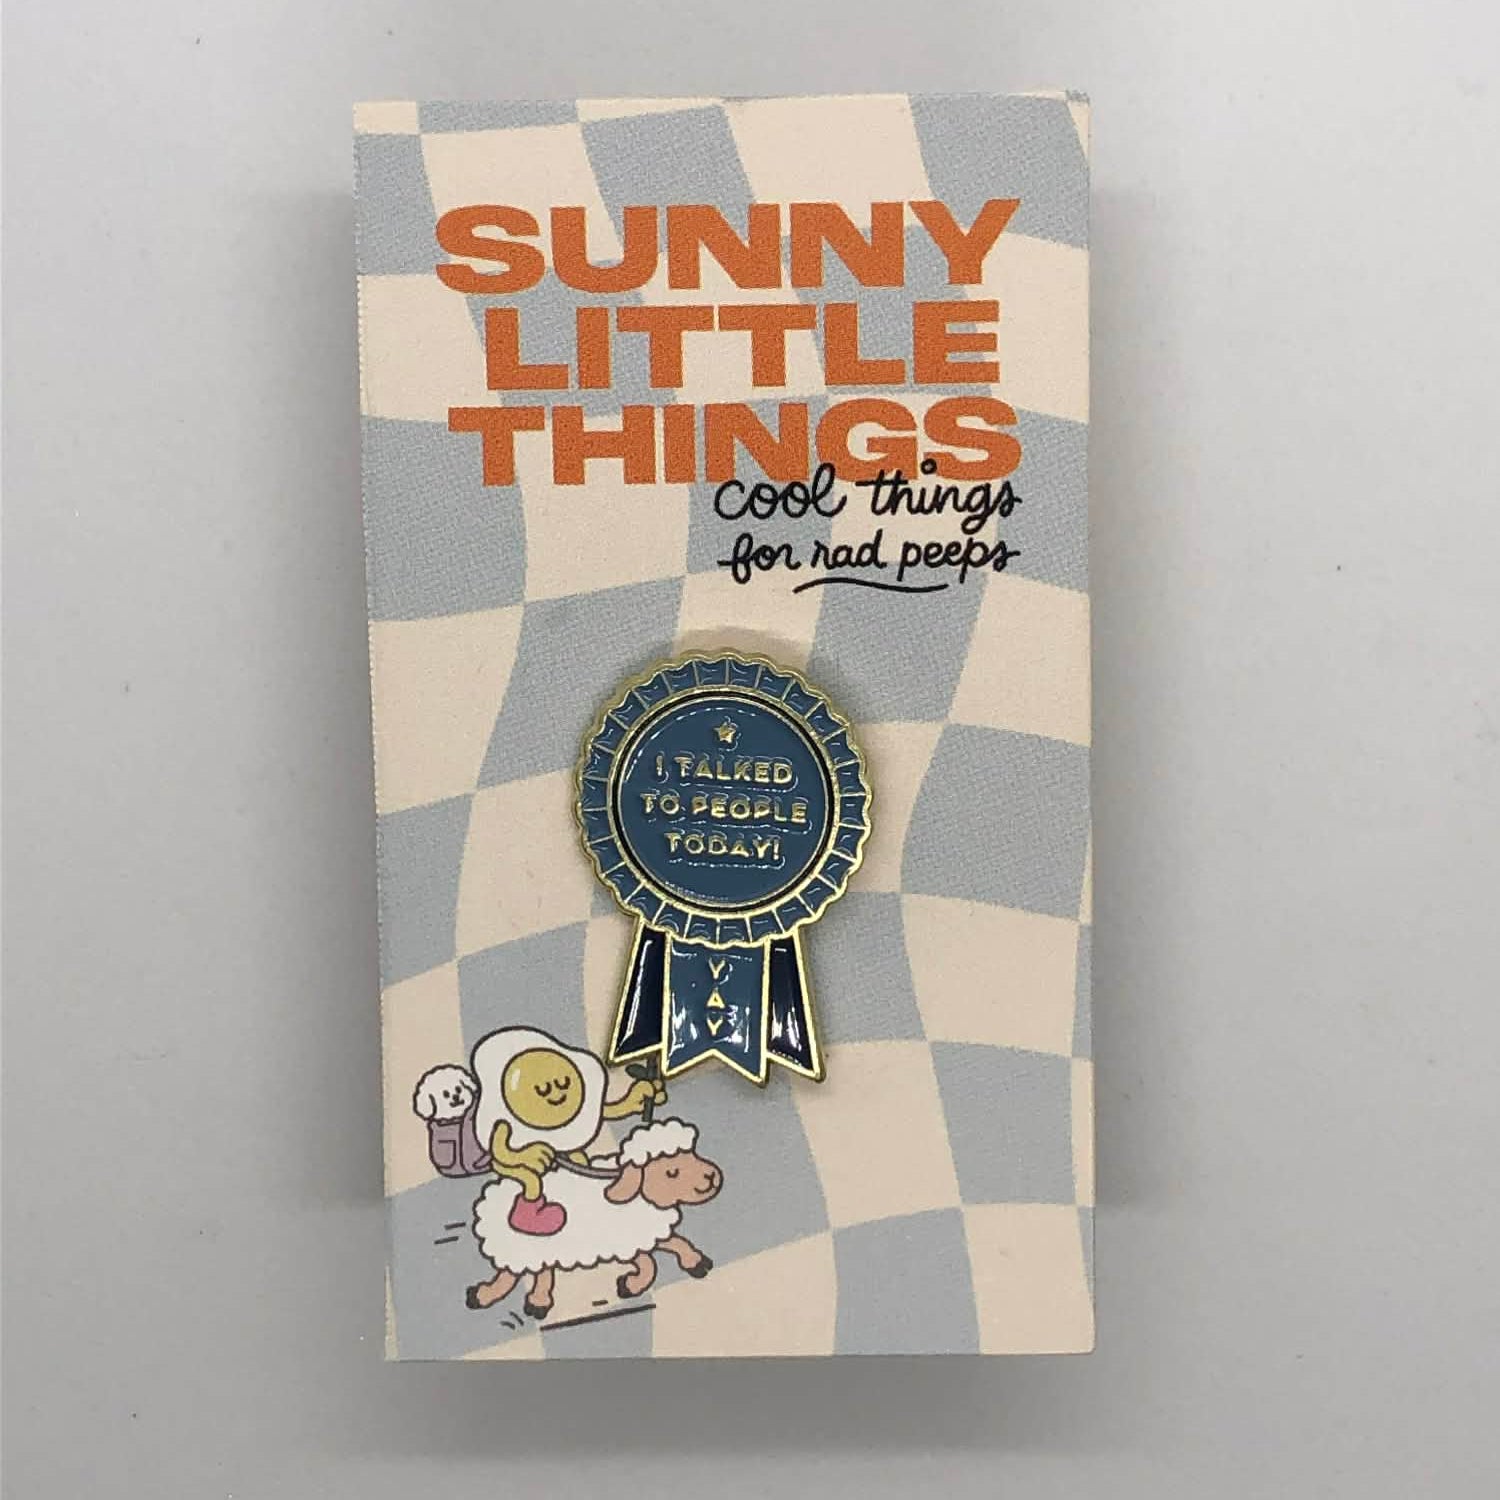 SUNNY
LITTLE
THINGS
cool things
for rad peeps
I TALKED
TO PEOPLE
TODAY!
YAY